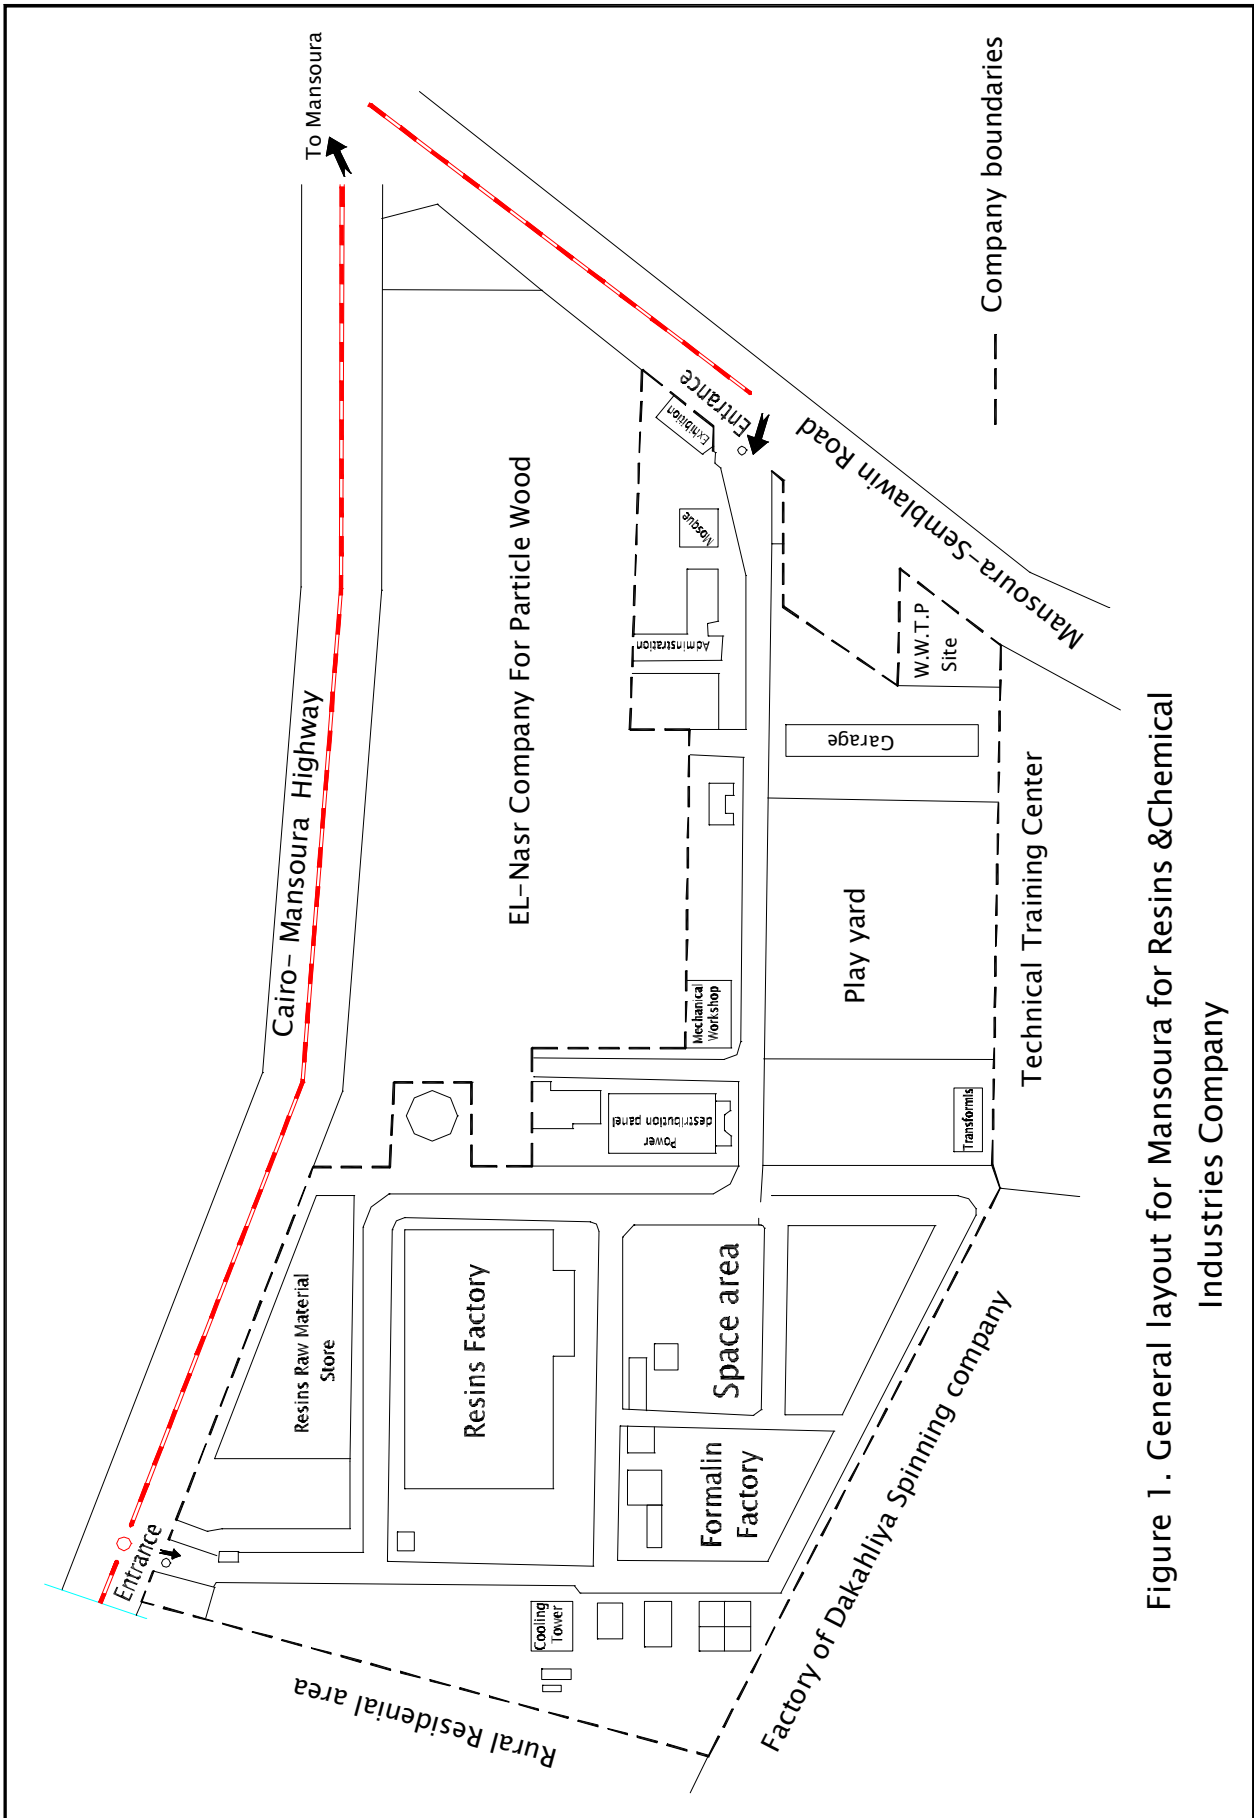 To Mansoura
Cairo- Mansoura Highway
Entrance
Resins Raw Material
Store
Resins Factory
EL-Nasr Company For Particle Wood
Rural Residenial area
Cooling
Tower
Formalin
Factory
Space area
Power
destribution panel
Mechanical
Workshop
Adminstration
Mosque
Exhibition
Entrance
Mansoura-Semblawin Road
Play yard
Garage
W.W.T.P
Site
Transformls
Factory of Dakahliya Spinning company
Technical Training Center
Company boundaries
Figure 1. General layout for Mansoura for Resins &Chemical
Industries Company